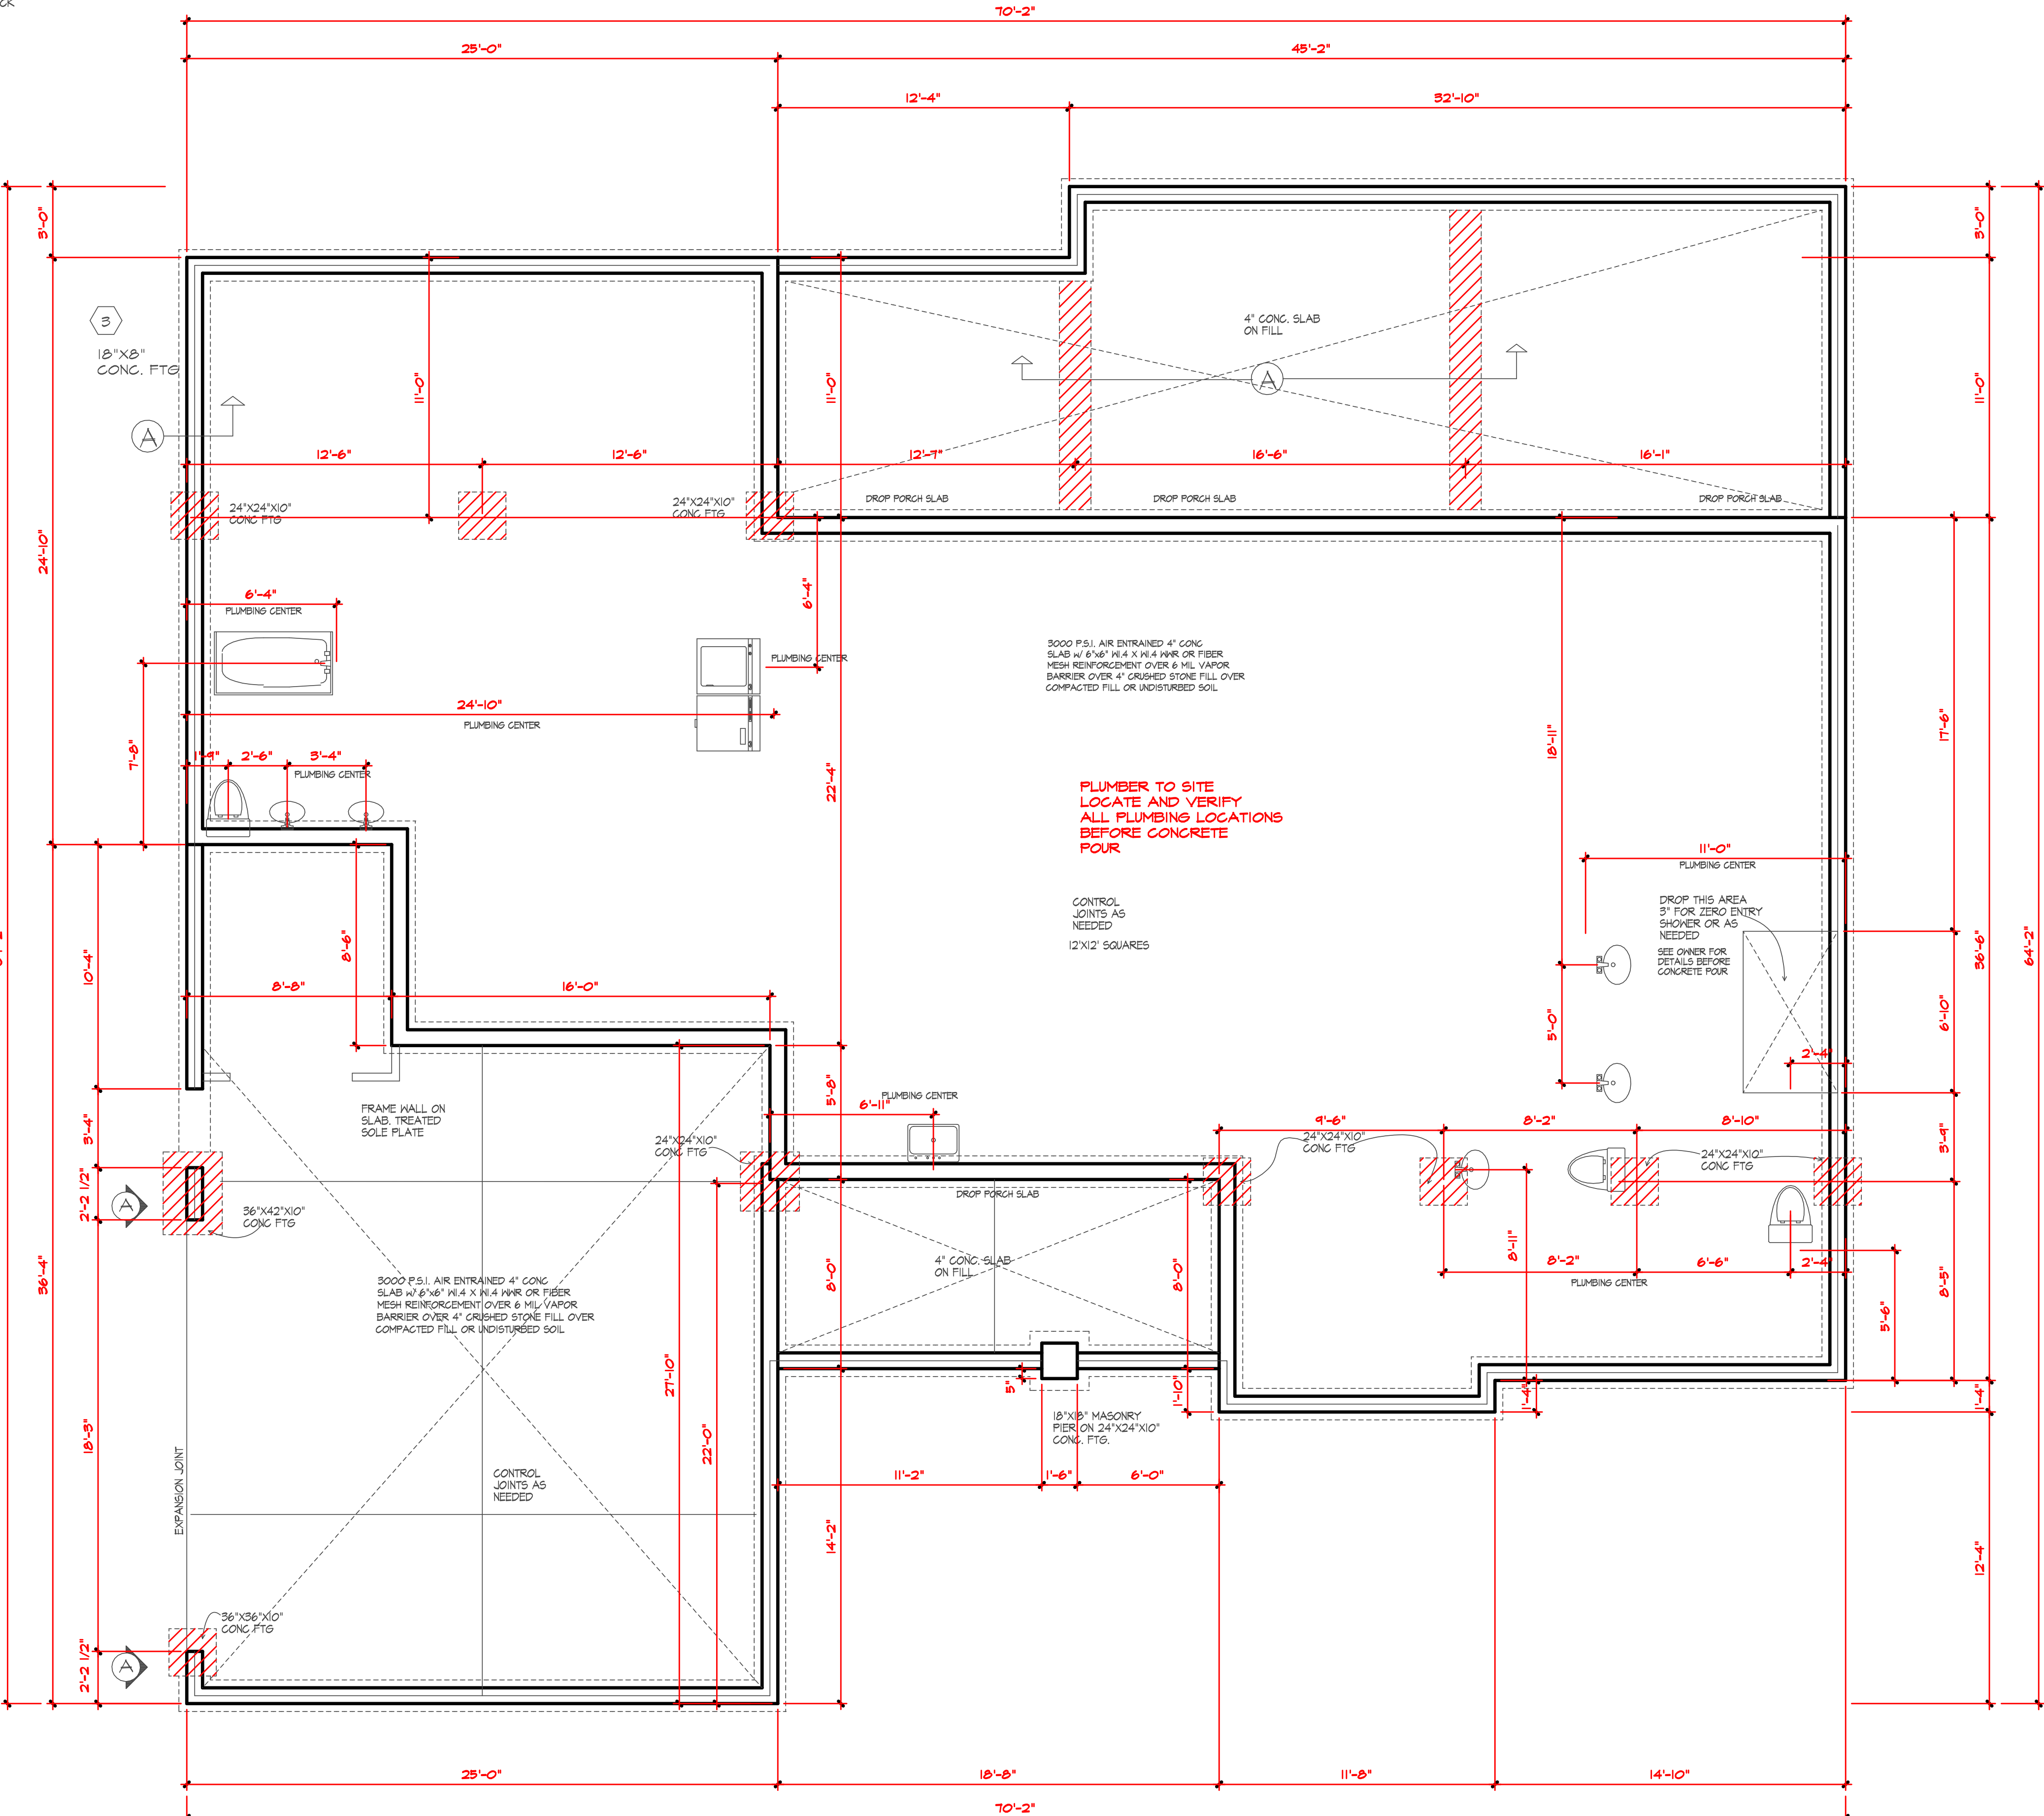 CK
70'-2"
25'-0"
45'-2"
12'-4"
32'-10"
3'-0"
3'-0"
3
18"X8"
CONC. FTG
A
11'-0"
11'-0"
11'-0"
4" CONC. SLAB
ON FILL
A
12'-6"
12'-6"
12'-7"
16'-6"
16'-1"
DROP PORCH SLAB
DROP PORCH SLAB
DROP PORCH SLAB
24"X24"X10"
CONC FTG
24"X24"X10"
CONC FTG
24'-10"
6'-4"
PLUMBING CENTER
6'-4"
PLUMBING CENTER
3000 P.S.I. AIR ENTRAINED 4" CONC
SLAB W/ 6"x6" W1.4 X W1.4 WWR OR FIBER
MESH REINFORCEMENT OVER 6 MIL VAPOR
BARRIER OVER 4" CRUSHED STONE FILL OVER
COMPACTED FILL OR UNDISTURBED SOIL
24'-10"
PLUMBING CENTER
7'-8"
1'-9"
2'-6"
3'-4"
PLUMBING CENTER
22'-4"
18'-11"
17'-6"
PLUMBER TO SITE
LOCATE AND VERIFY
ALL PLUMBING LOCATIONS
BEFORE CONCRETE
POUR
11'-0"
PLUMBING CENTER
CONTROL
JOINTS AS
NEEDED
12'X12' SQUARES
DROP THIS AREA
3" FOR ZERO ENTRY
SHOWER OR AS
NEEDED
SEE OWNER FOR
DETAILS BEFORE
CONCRETE POUR
36'-6"
64'-2"
10'-4"
8'-6"
8'-8"
16'-0"
5'-0"
6'-10"
2'-4"
5'-8"
PLUMBING CENTER
6'-11"
FRAME WALL ON
SLAB. TREATED
SOLE PLATE
3'-4"
24"X24"X10"
CONC FTG
9'-6"
8'-2"
8'-10"
24"X24"X10"
CONC FTG
24"X24"X10"
CONC FTG
3'-9"
2'-2 1/2"
A
36"X42"X10"
CONC FTG
DROP PORCH SLAB
4" CONC. SLAB
ON FILL
8'-0"
8'-0"
8'-11"
8'-2"
6'-6"
2'-4"
PLUMBING CENTER
5'-6"
8'-5"
36'-4"
3000 P.S.I. AIR ENTRAINED 4" CONC
SLAB W/ 6"x6" W1.4 X W1.4 WWR OR FIBER
MESH REINFORCEMENT OVER 6 MIL VAPOR
BARRIER OVER 4" CRUSHED STONE FILL OVER
COMPACTED FILL OR UNDISTURBED SOIL
27'-10"
5"
1'-10"
1'-4"
1'-4"
18"X18" MASONRY
PIER ON 24"X24"X10"
CONC. FTG.
18'-3"
22'-0"
11'-2"
1'-6"
6'-0"
EXPANSION JOINT
CONTROL
JOINTS AS
NEEDED
14'-2"
12'-4"
36"X36"X10"
CONC FTG
2'-2 1/2"
A
25'-0"
18'-8"
11'-8"
14'-10"
70'-2"